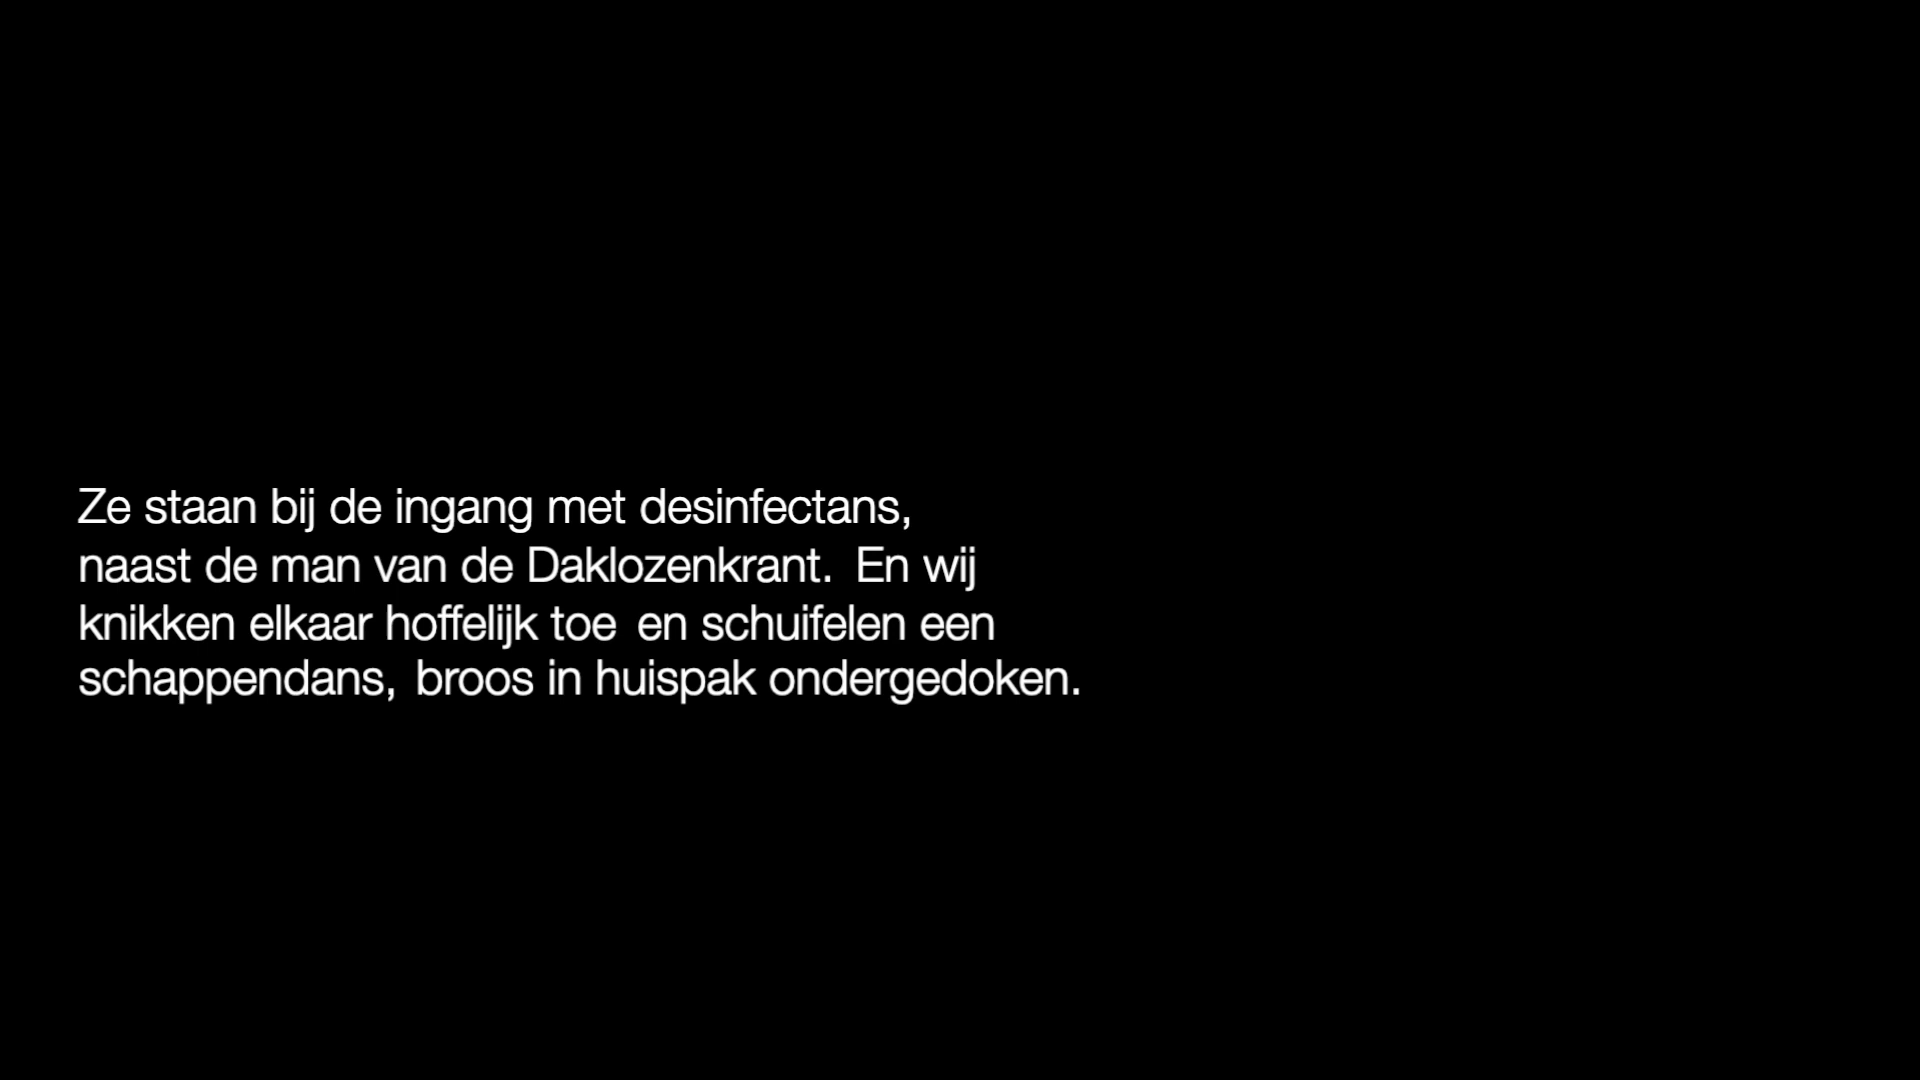 Ze staan bij de ingang met desinfectans,
naast de man van de Daklozenkrant. En wij
knikken elkaar hoffelijk toe en schuifelen een
schappendans, broos in huispak ondergedoken.